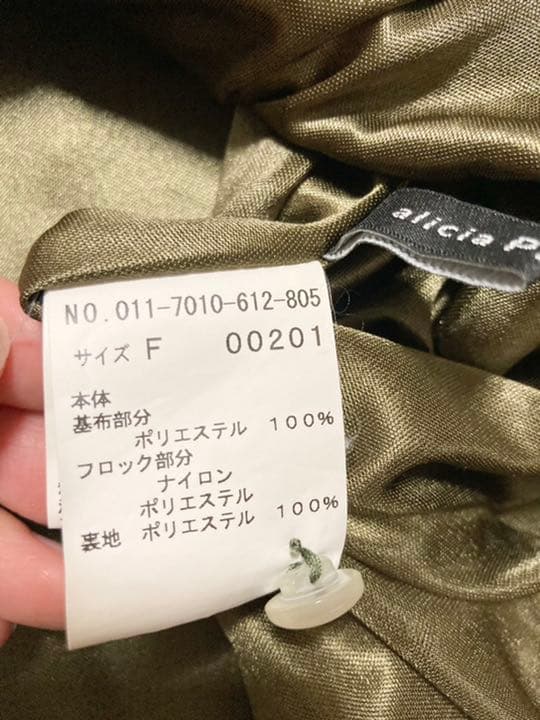 alicia
NO.011-7010-612-805
サイズ F 00201
本体
基布部分
ポリエステル 100%
フロック部分
ナイロン
ポリエステル
裏地 ポリエステル 100%